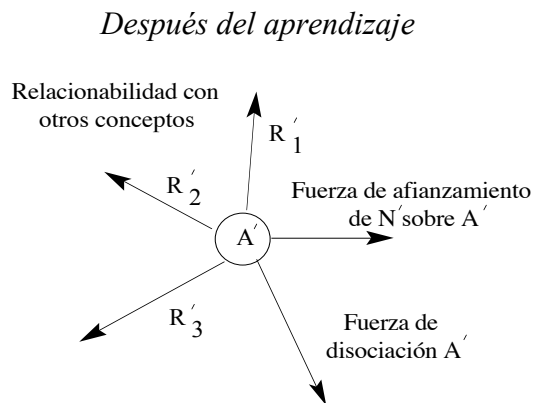 Después del aprendizaje
Relacionabilidad con
otros conceptos
R′1
R′2
Fuerza de afianzamiento
de N′sobre A′
A′
R′3
Fuerza de
disociación A′